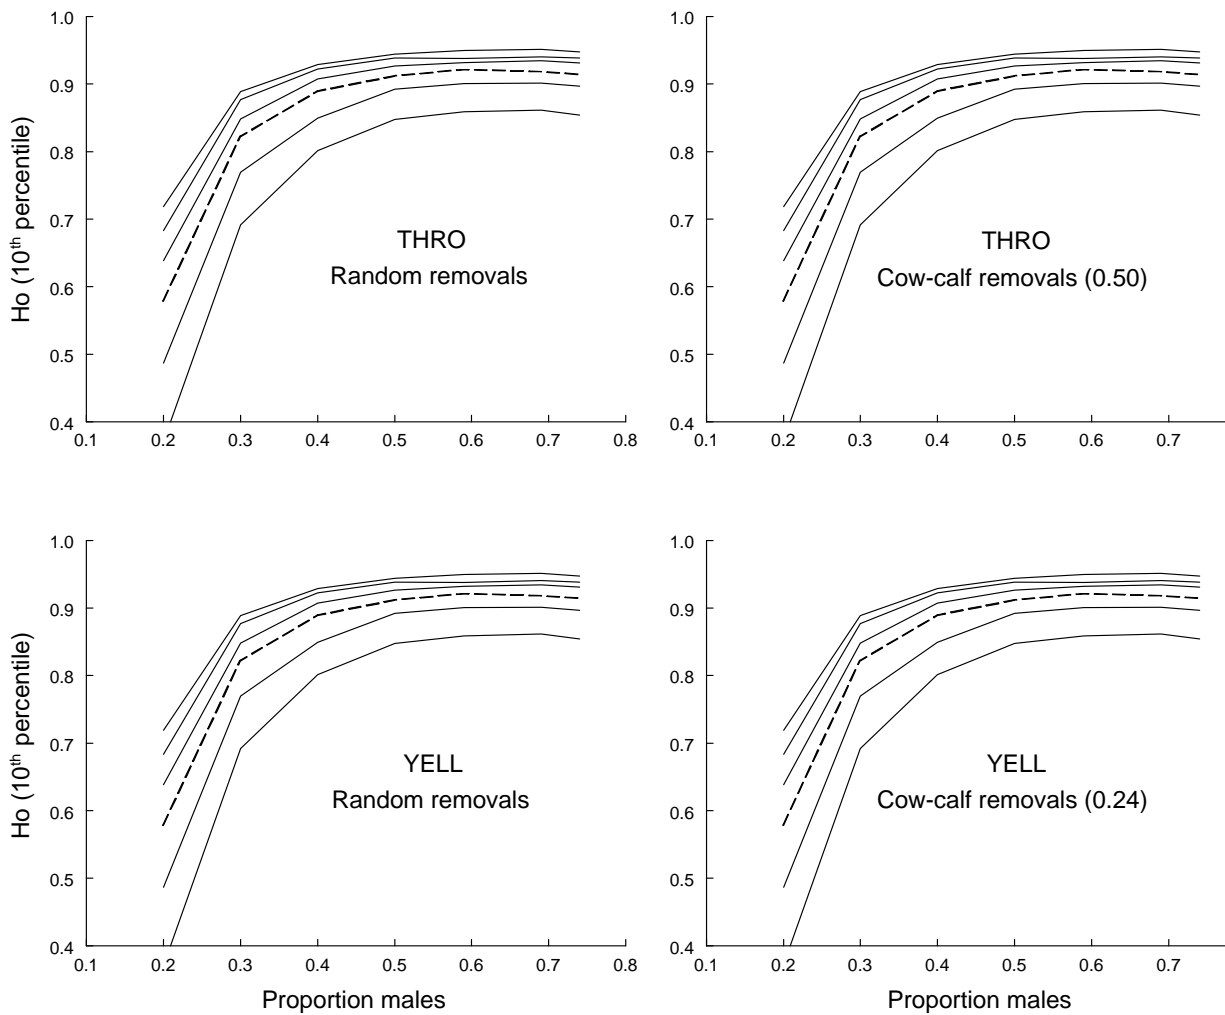 1.0
0.9
0.8
0.7
0.6
0.5
0.4
Ho (10th percentile)
0.1 0.2 0.3 0.4 0.5 0.6 0.7 0.8
THRO
Random removals
1.0
0.9
0.8
0.7
0.6
0.5
0.4
0.1 0.2 0.3 0.4 0.5 0.6 0.7
THRO
Cow-calf removals (0.50)
1.0
0.9
0.8
0.7
0.6
0.5
0.4
Ho (10th percentile)
0.1 0.2 0.3 0.4 0.5 0.6 0.7 0.8
YELL
Random removals
Proportion males
1.0
0.9
0.8
0.7
0.6
0.5
0.4
0.1 0.2 0.3 0.4 0.5 0.6 0.7
YELL
Cow-calf removals (0.24)
Proportion males